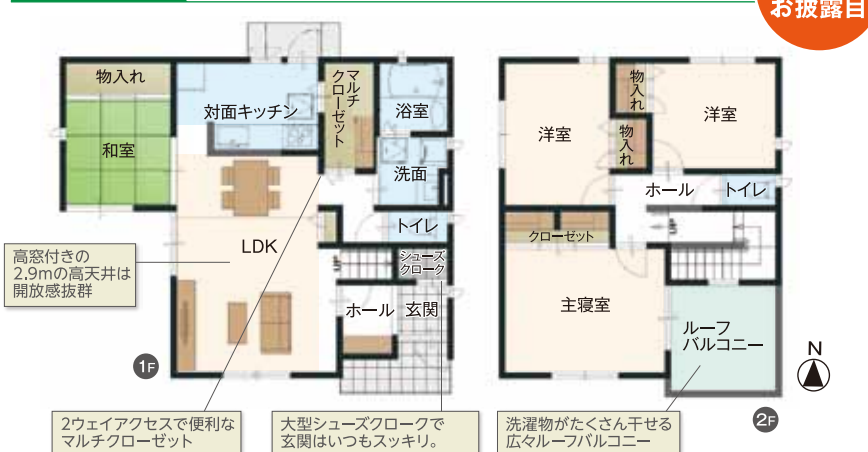 お披露目
物入れ
和室
対面キッチン
マルチ
クローゼット
浴室
洗面
トイレ
LDK
UP
シューズ
クローク
ホール
玄関
高窓付きの
2.9mの高天井は
開放感抜群
1F
2ウェイアクセスで便利な
マルチクローゼット
大型シューズクロークで
玄関はいつもスッキリ。
洋室
物入れ
物入れ
洋室
ホール
トイレ
UP
クローゼット
主寝室
ルーフ
バルコニー
洗濯物がたくさん干せる
広々ルーフバルコニー
2F
N